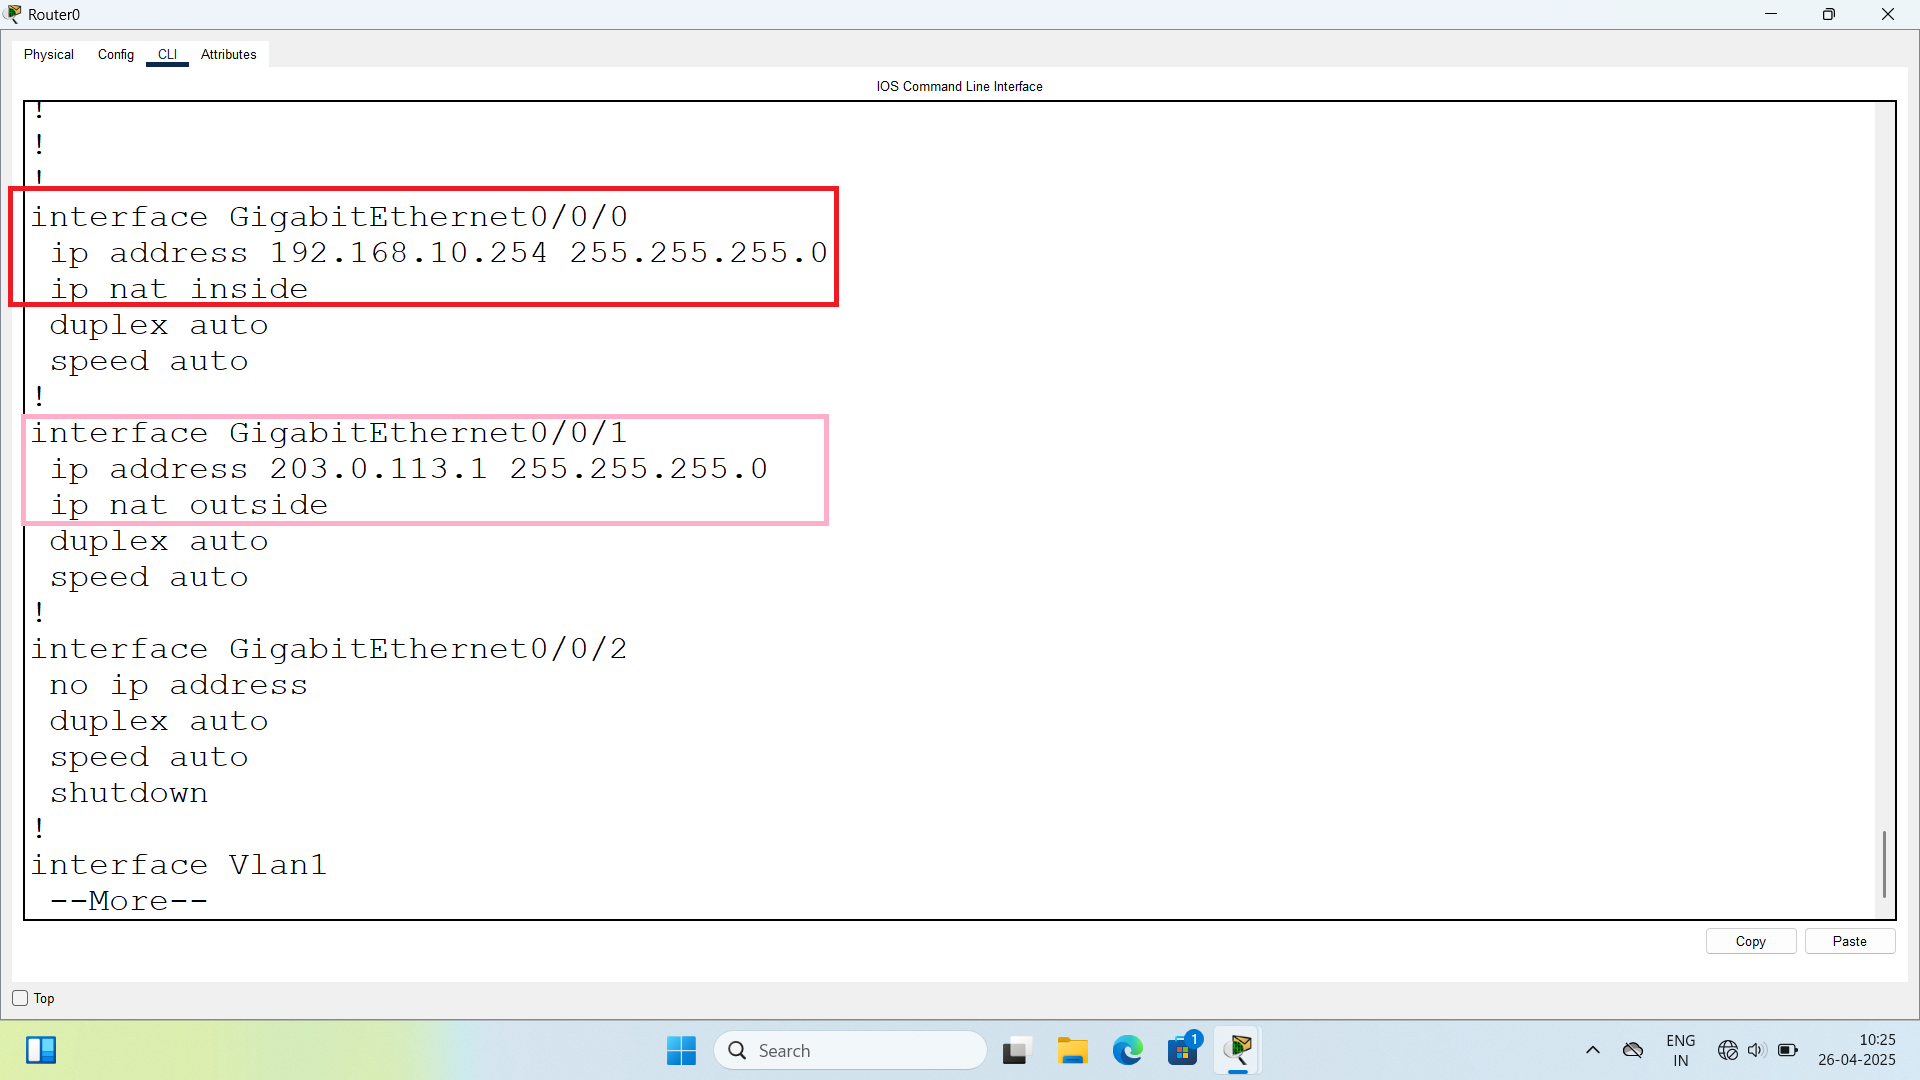 Router0
Physical Config CLI Attributes
IOS Command Line Interface
!
!
!
interface GigabitEthernet0/0/0
ip address 192.168.10.254 255.255.255.0
ip nat inside
duplex auto
speed auto
!
interface GigabitEthernet0/0/1
ip address 203.0.113.1 255.255.255.0
ip nat outside
duplex auto
speed auto
!
interface GigabitEthernet0/0/2
no ip address
duplex auto
speed auto
shutdown
!
interface Vlan1
--More--
Copy Paste
Top
Search
1
ENG
IN
10:25
26-04-2025